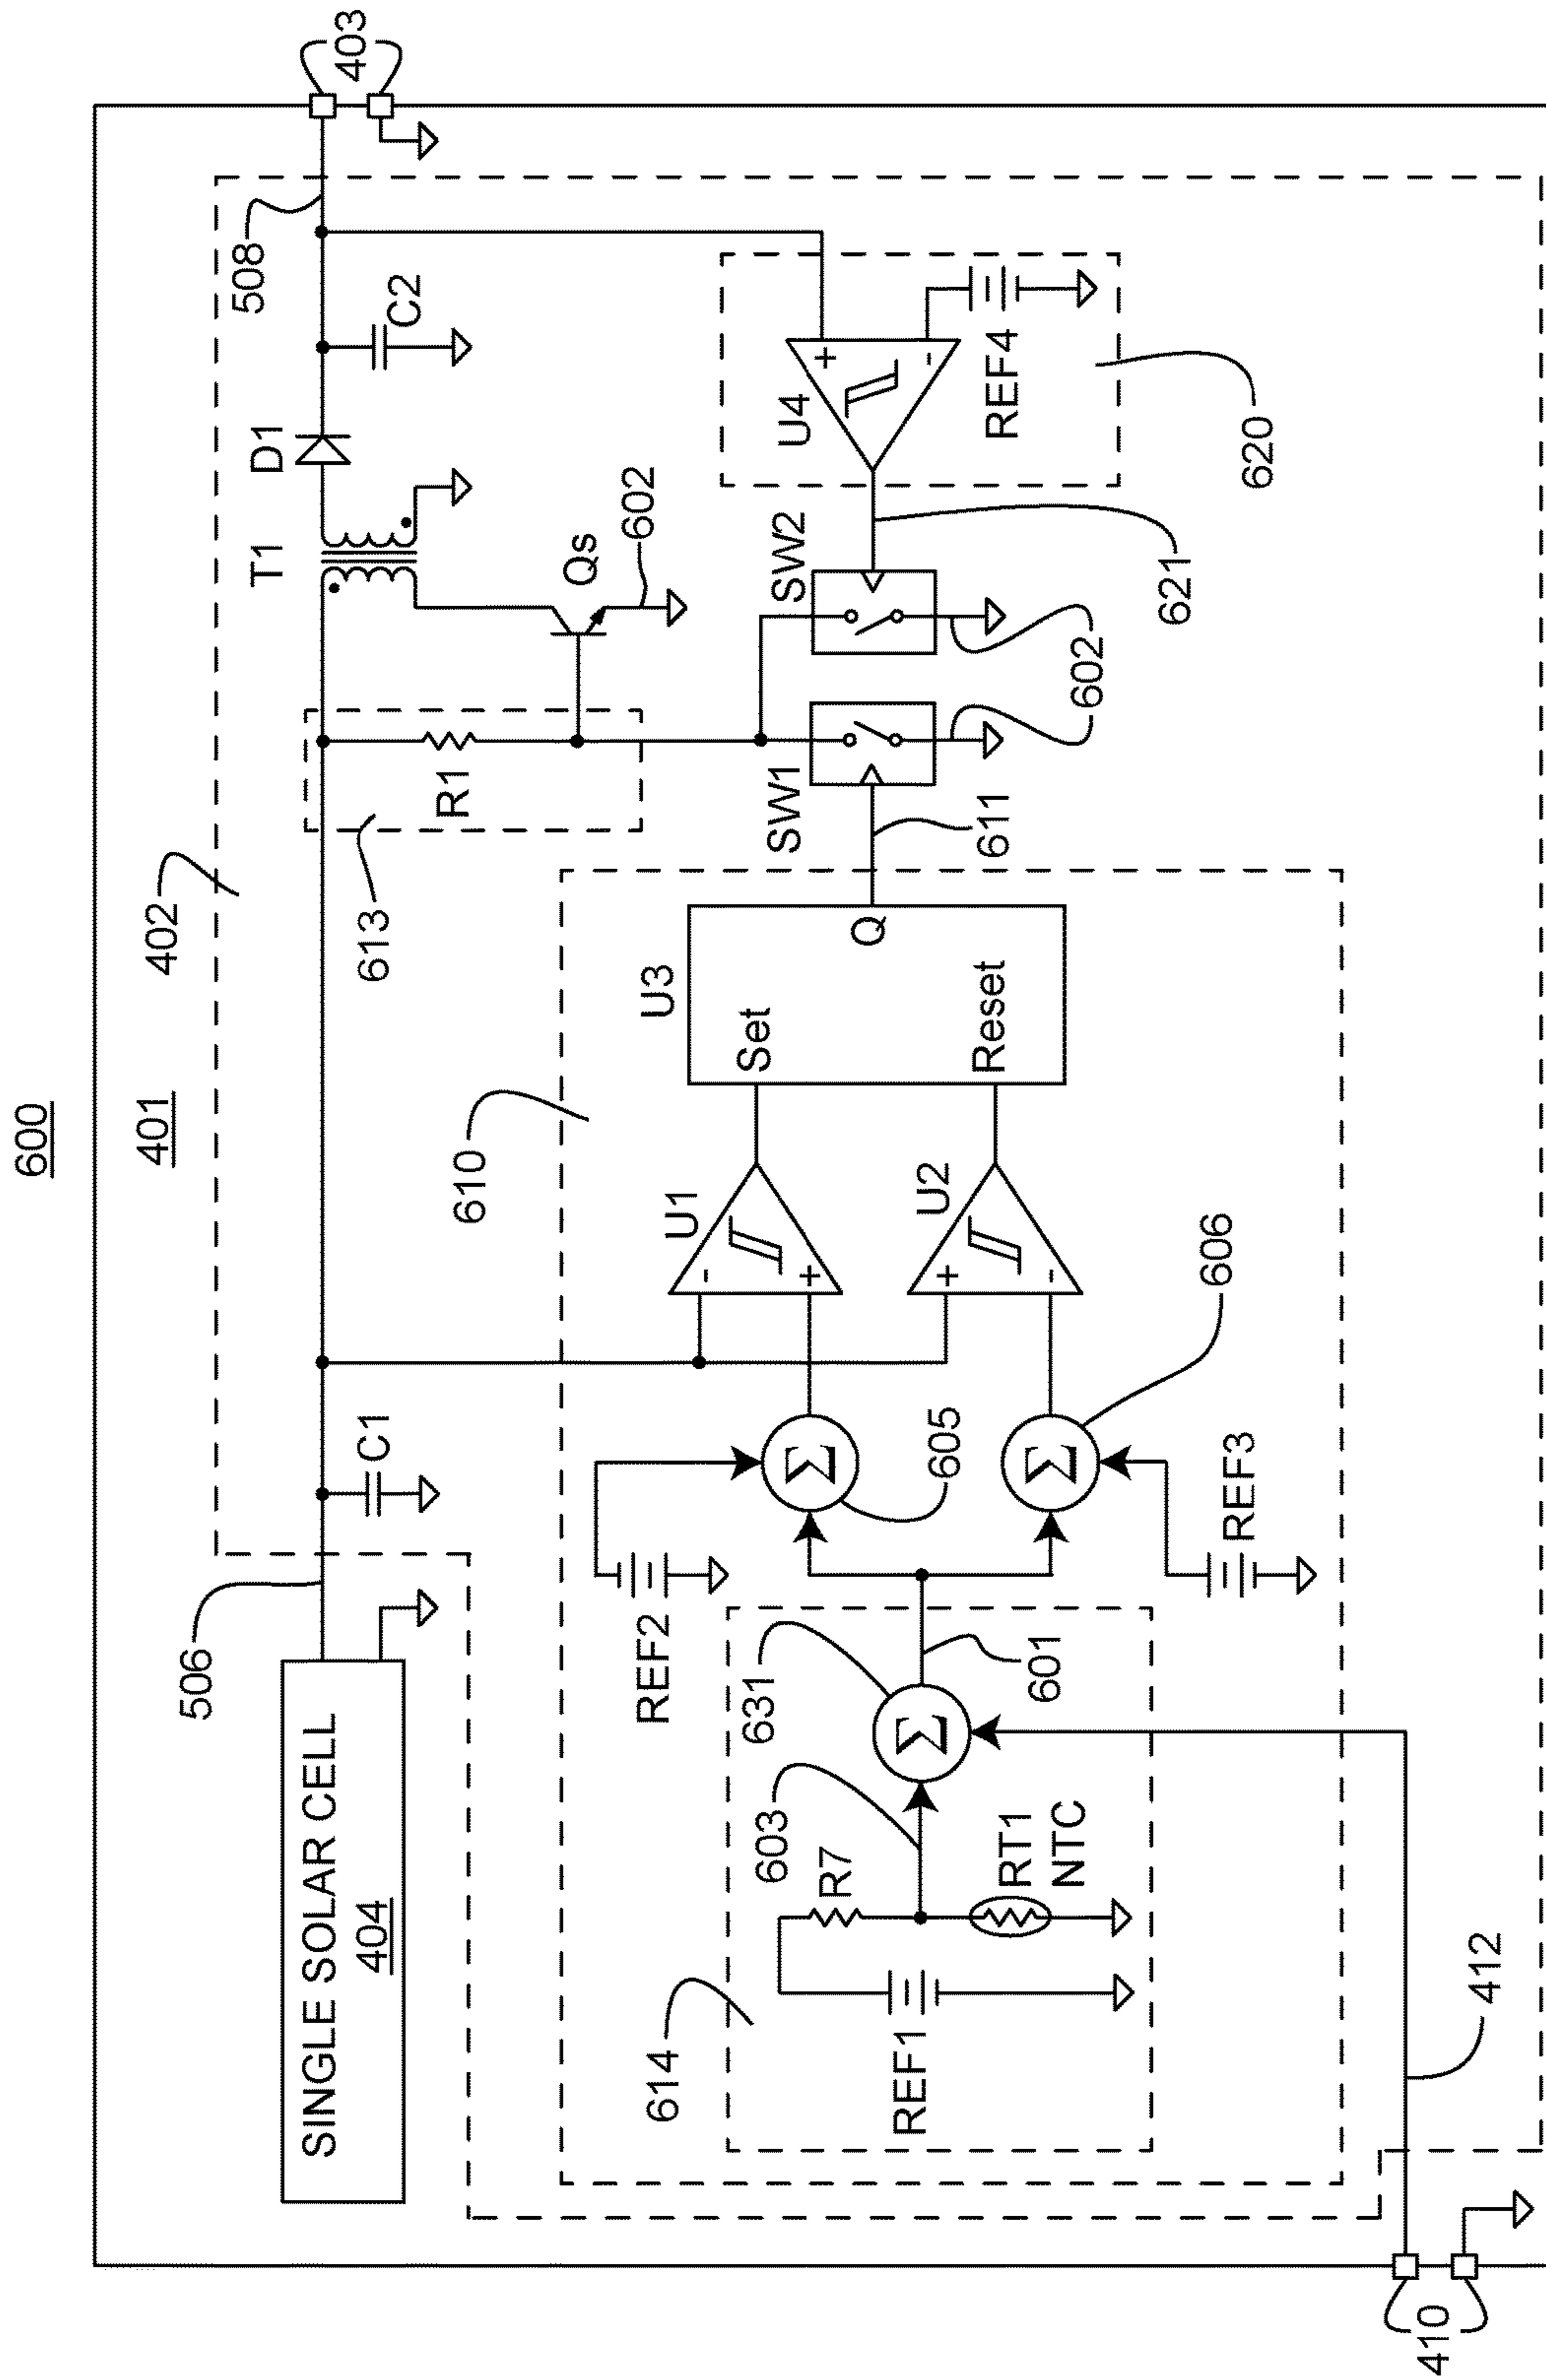 600
401
402
403
506
508
SINGLE SOLAR CELL
404
C1
613
R1
T1
D1
C2
Qs
602
610
REF2
605
U1
-
+
U3
Set
Reset
Q
611
SW1
SW2
602
621
U4
+
-
REF4
620
614
REF1
R7
RT1
NTC
603
631
Σ
601
Σ
Σ
606
REF3
U2
+
-
412
410